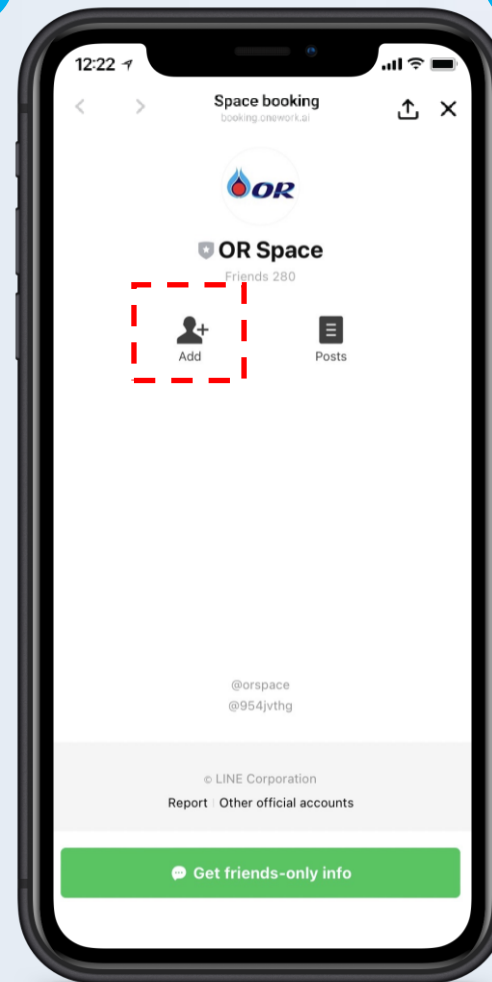 12:22
Space booking
booking.onework.ai
OR
OR Space
Friends 280
Add
Posts
@orspace
@954jvthg
© LINE Corporation
Report | Other official accounts
Get friends-only info